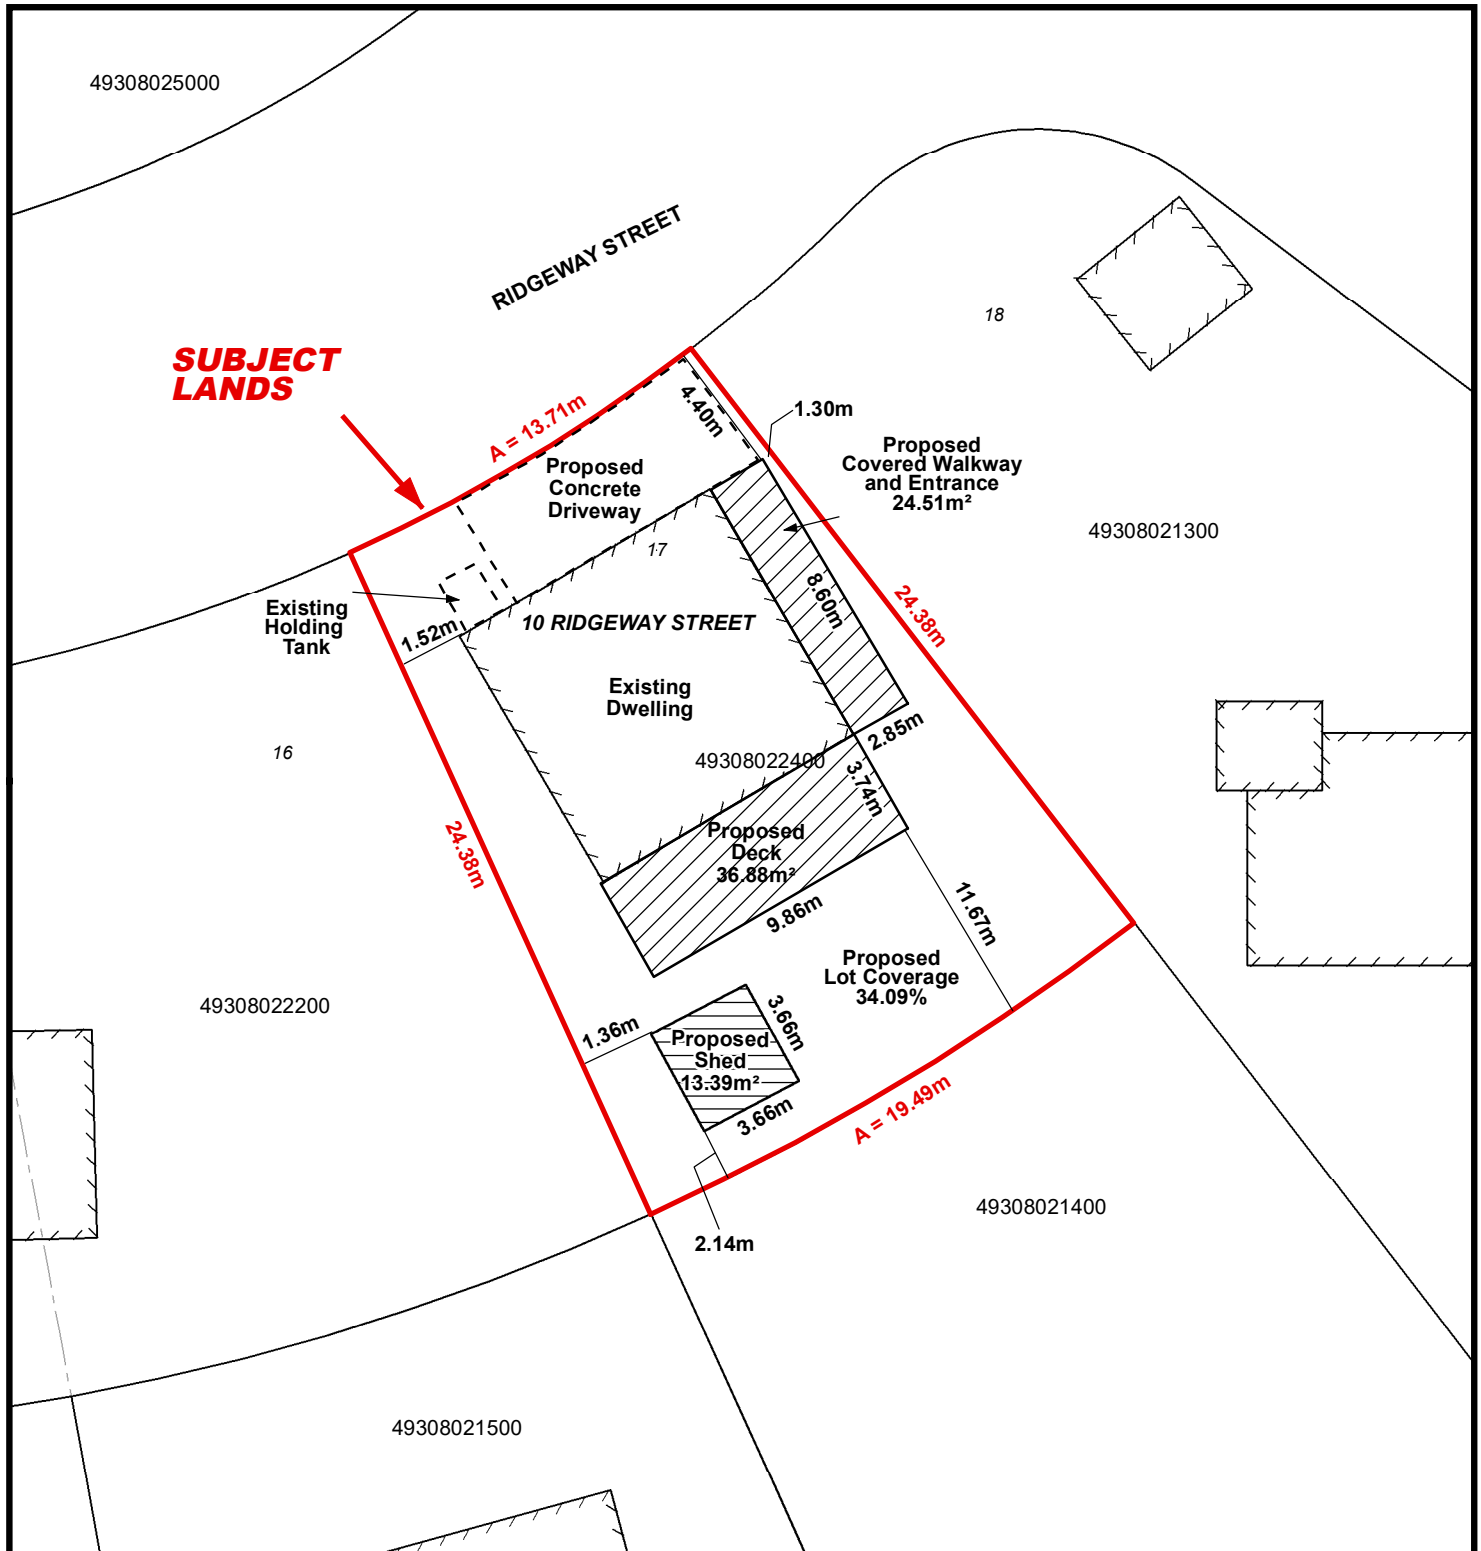 49308025000
RIDGEWAY STREET
18
SUBJECT
LANDS
A = 13.71m
4.40m
1.30m
Proposed
Covered Walkway
and Entrance
24.51m²
Proposed
Concrete
Driveway
49308021300
17
Existing
Holding
Tank
1.52m
10 RIDGEWAY STREET
8.60m
24.38m
Existing
Dwelling
2.85m
16
49308022400
3.74m
24.38m
Proposed
Deck
36.88m²
9.86m
11.67m
Proposed
Lot Coverage
34.09%
49308022200
1.36m
3.66m
Proposed
Shed
13.39m²
3.66m
A = 19.49m
49308021400
2.14m
49308021500